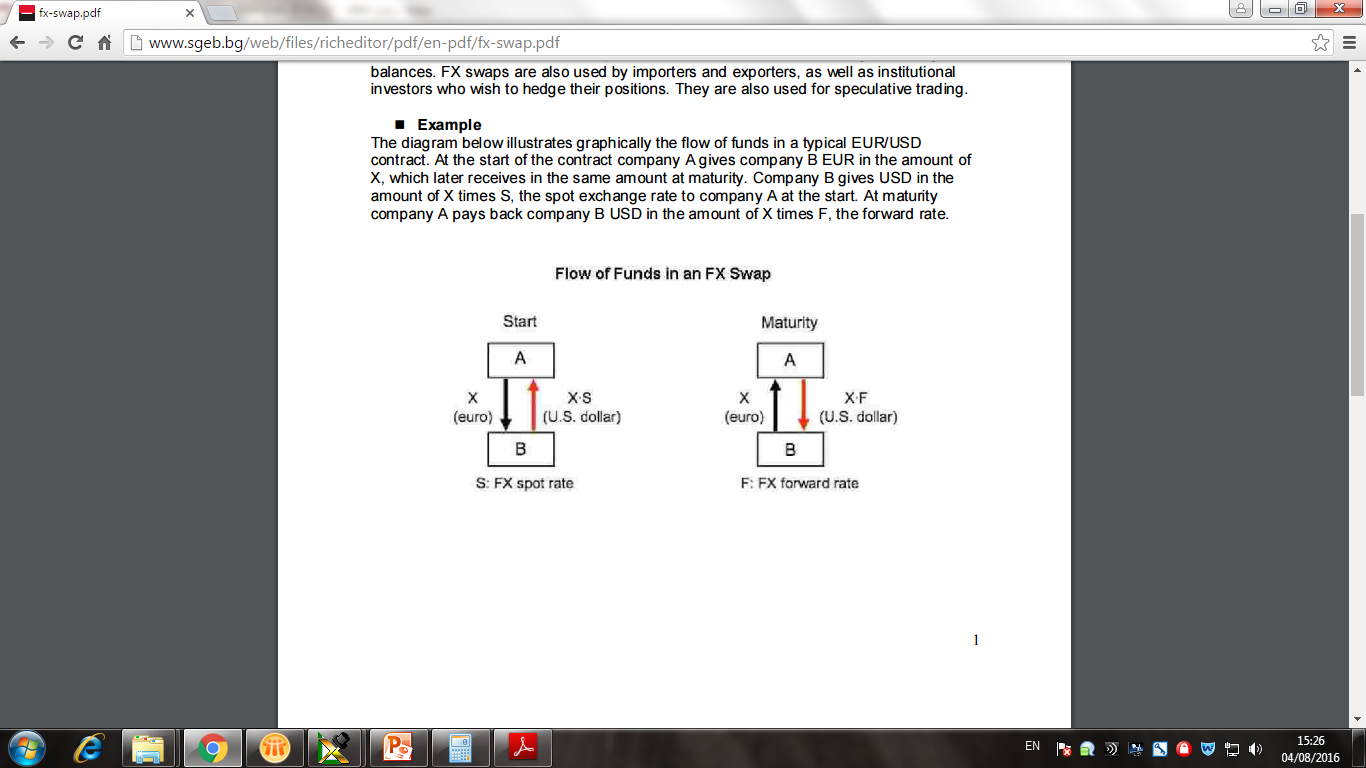 fx-swap.pdf
www.sgeb.bg/web/files/richeditor/pdf/en-pdf/fx-swap.pdf
investors who wish to hedge their positions. They are also used for speculative trading.
balances. FX swaps are also used by importers and exporters, as well as institutional
■ Example
The diagram below illustrates graphically the flow of funds in a typical EUR/USD
contract. At the start of the contract company A gives company B EUR in the amount of
X, which later receives in the same amount at maturity. Company B gives USD in the
amount of X times S, the spot exchange rate to company A at the start. At maturity
company A pays back company B USD in the amount of X times F, the forward rate.
Flow of Funds in an FX Swap
Start
A
X
(euro)
X·S
(U.S. dollar)
B
S: FX spot rate
Maturity
A
X
(euro)
X·F
(U.S. dollar)
B
F: FX forward rate
1
EN
15:26
04/08/2016